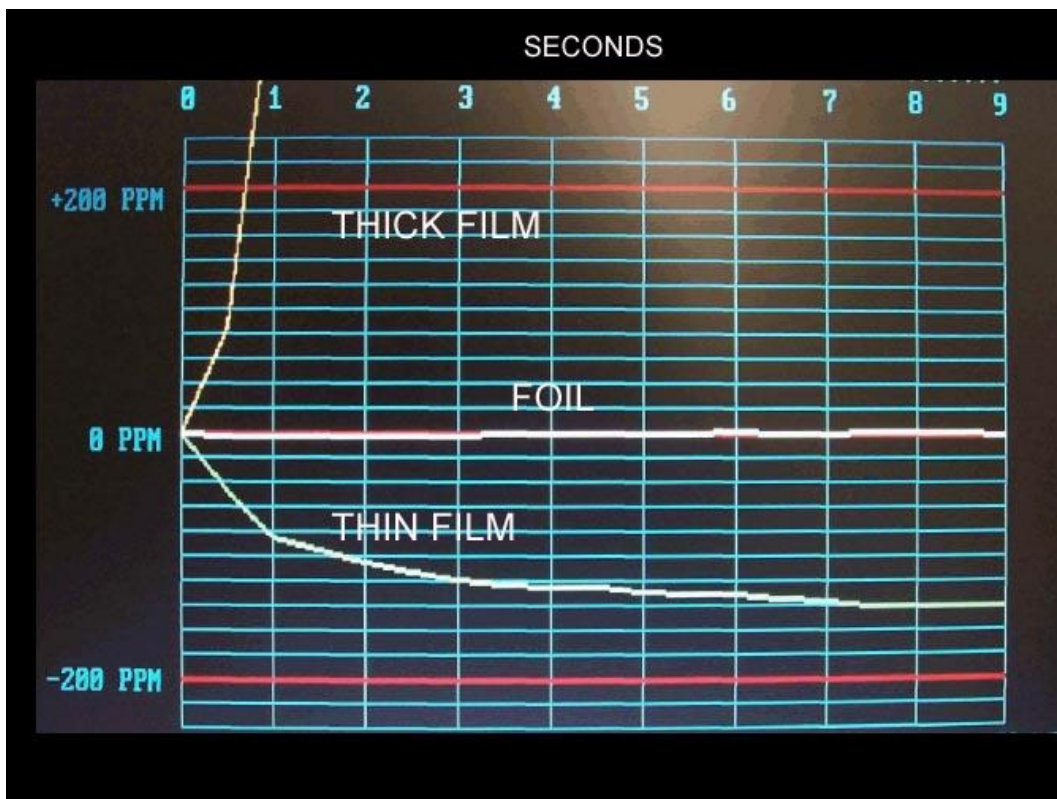 SECONDS
0 1 2 3 4 5 6 7 8 9
+200 PPM
THICK FILM
FOIL
0 PPM
THIN FILM
-200 PPM